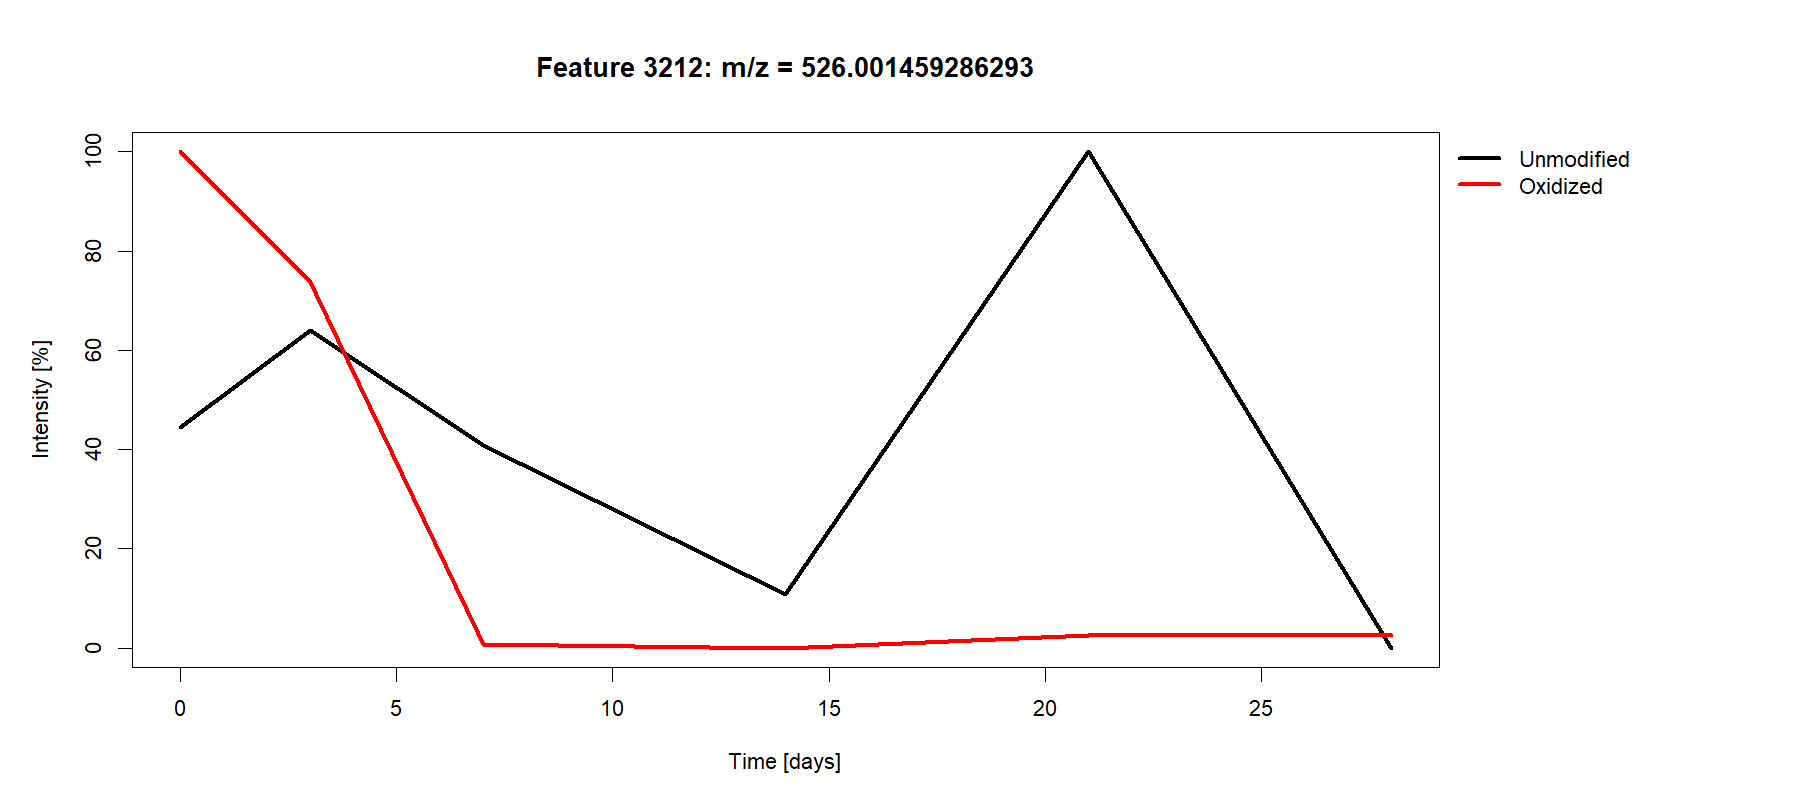 Feature 3212: m/z = 526.001459286293
Unmodified
Oxidized
Intensity [%]
100
80
60
40
20
0
0 5 10 15 20 25
Time [days]